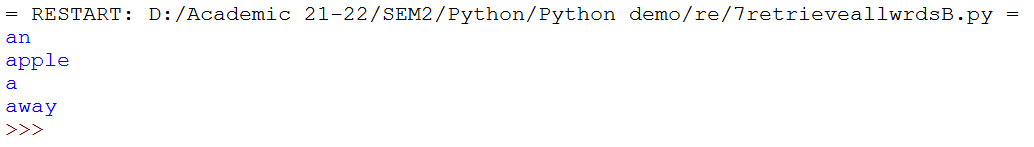 = RESTART: D:/Academic 21-22/SEM2/Python/Python demo/re/7retrieveallwrdsB.py =
an
apple
a
away
>>>